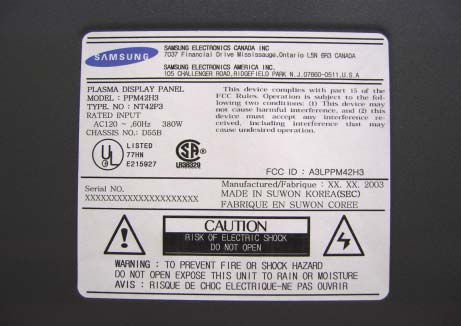 SAMSUNG
SAMSUNG ELECTRONICS CANADA INC
7037 Financial Drive Mississauga,Ontario L5N 6R3 CANADA
SAMSUNG ELECTRONICS AMERICA INC.
105 CHALLENGER ROAD,RIDGEFIELD PARK N.J.07660-0511,U.S.A
PLASMA DISPLAY PANEL
MODEL : PPM42H3
TYPE NO : NT42P3
RATED INPUT
AC120 ~ ,60Hz 380W
CHASSIS NO.: D55B
This device complies with part 15 of the
FCC Rules. Operation is subject to the fol-
lowing two conditions: (1) This device may
not cause harmful interference, and (2) this
device must accept any interference re-
ceived, including interference that may
cause undesired operation.
UL
LISTED
77HN
E215927
LR38329
FCC ID : A3LPPM42H3
Serial NO.
XXXXXXXXXXXXXXXXXXXXX
Manufactured/Fabrique : XX. XX. 2003
MADE IN SUWON KOREA(SEC)
FABRIQUE EN SUWON COREE
CAUTION
RISK OF ELECTRIC SHOCK
DO NOT OPEN
WARNING : TO PREVENT FIRE OR SHOCK HAZARD
DO NOT EXPOSE THIS UNIT TO RAIN OR MOISTURE
AVIS : RISQUE DE CHOC ELECTRIQUE-NE PAS OUVRIR